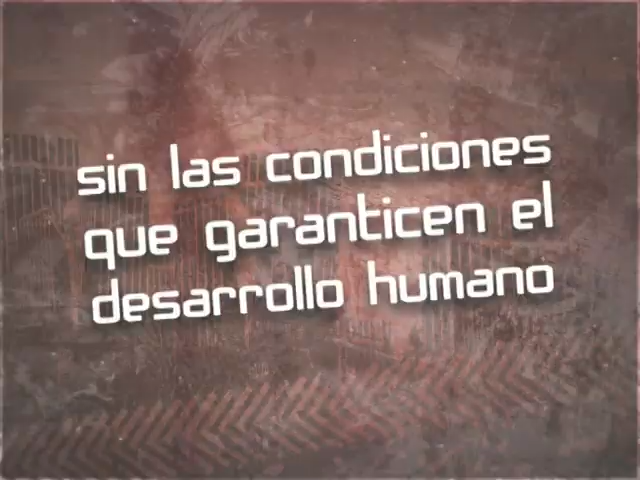 sin las condiciones
que garanticen el
desarrollo humano